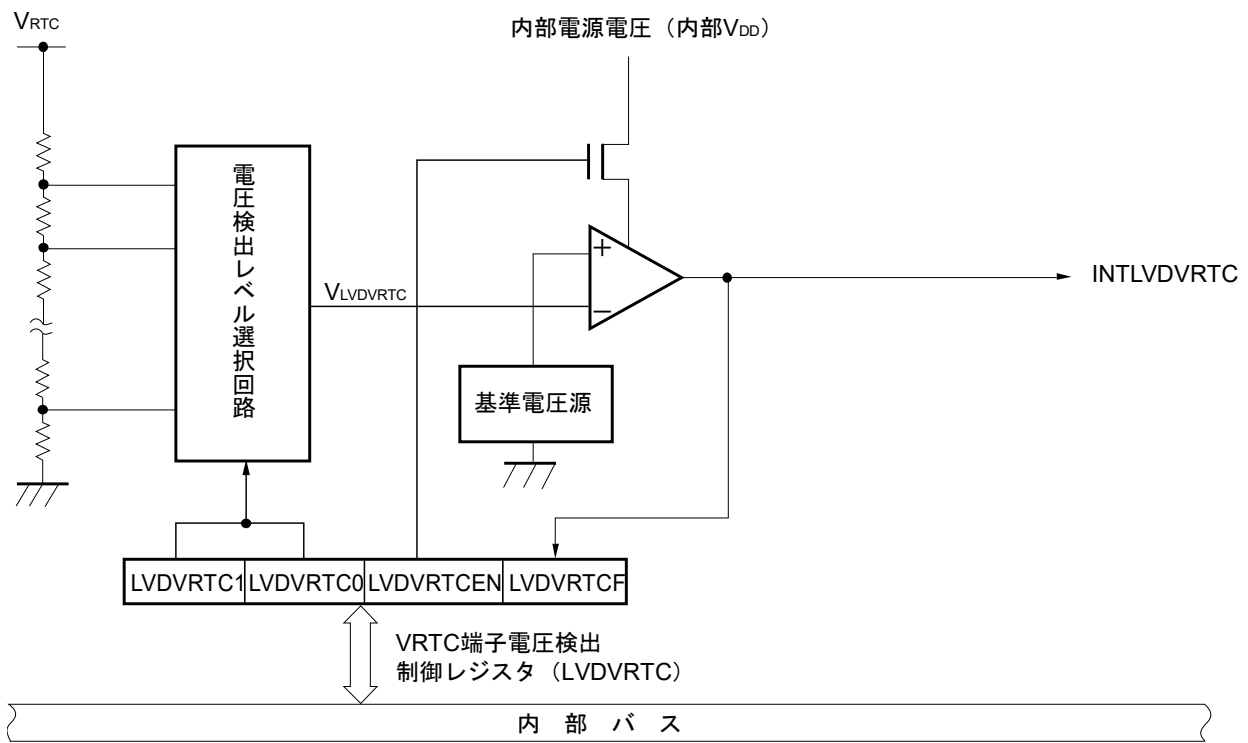 VRTC
内部電源電圧（内部VDD）
電圧検出レベル選択回路
+
VLVDVRTC
−
INTLVDVRTC
基準電圧源
LVDVRTC1 LVDVRTC0 LVDVRTCEN LVDVRTCF
VRTC端子電圧検出
制御レジスタ（LVDVRTC）
内部バス